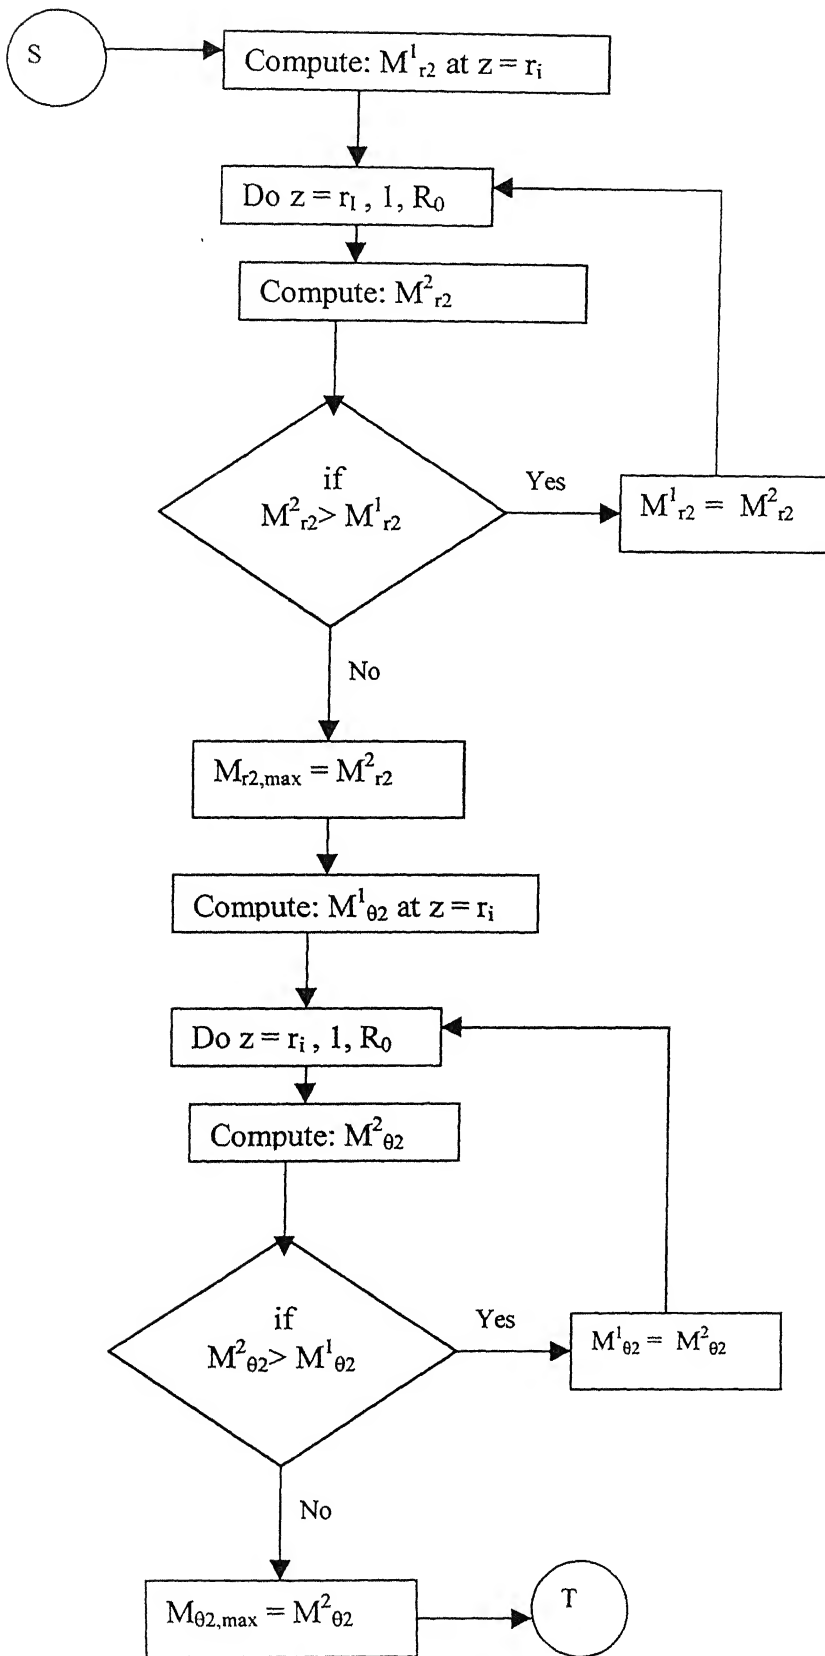 S
Compute: M¹r2 at z = ri
Do z = rI , 1, R0
Compute: M²r2
if
M²r2> M¹r2
Yes
M¹r2 = M²r2
No
Mr2,max = M²r2
Compute: M¹θ2 at z = ri
Do z = ri , 1, R0
Compute: M²θ2
if
M²θ2> M¹θ2
Yes
M¹θ2 = M²θ2
No
Mθ2,max = M²θ2
T